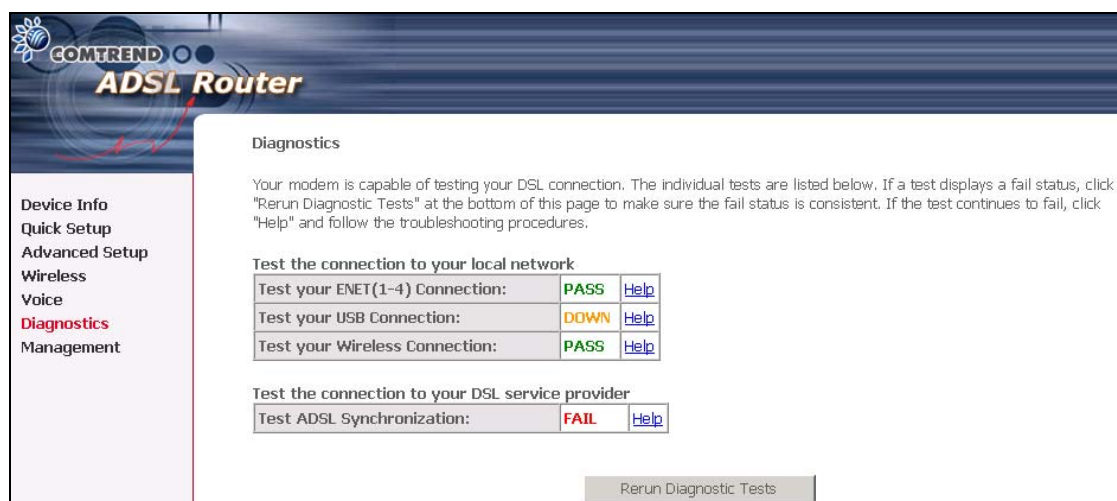 COMTREND
ADSL Router
Device Info
Quick Setup
Advanced Setup
Wireless
Voice
Diagnostics
Management
Diagnostics
Your modem is capable of testing your DSL connection. The individual tests are listed below. If a test displays a fail status, click
"Rerun Diagnostic Tests" at the bottom of this page to make sure the fail status is consistent. If the test continues to fail, click
"Help" and follow the troubleshooting procedures.
Test the connection to your local network
Test your ENET(1-4) Connection: PASS Help
Test your USB Connection: DOWN Help
Test your Wireless Connection: PASS Help
Test the connection to your DSL service provider
Test ADSL Synchronization: FAIL Help
Rerun Diagnostic Tests